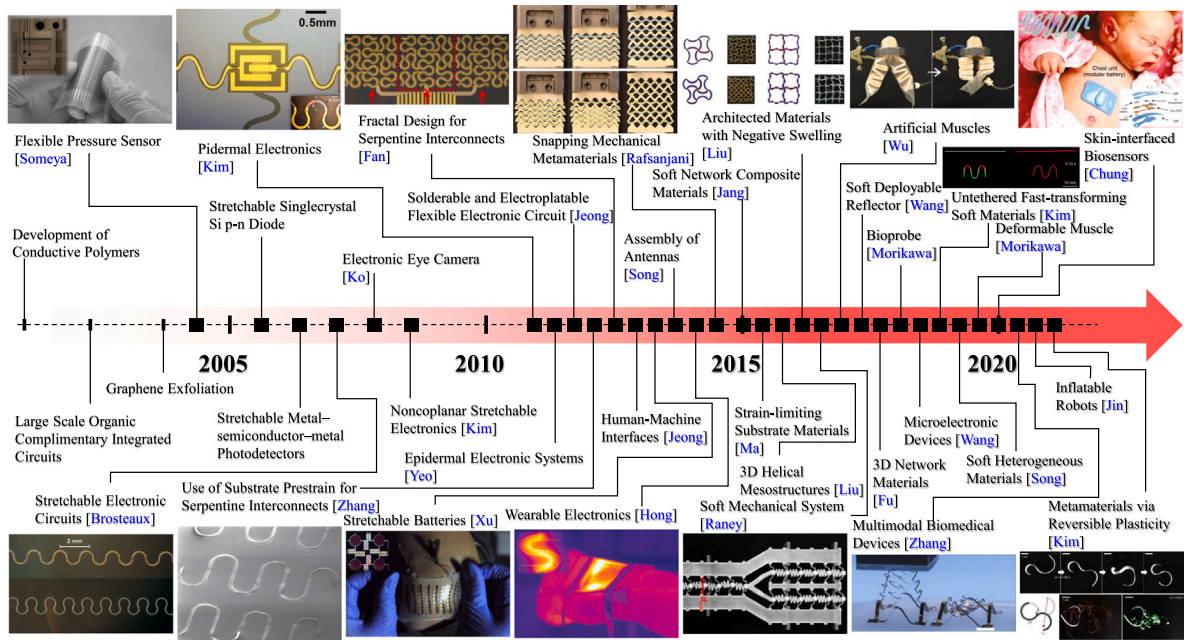 0.5mm
Chest unit
(modular battery)
Flexible Pressure Sensor
[Someya]
Pidermal Electronics
[Kim]
Fractal Design for
Serpentine Interconnects
[Fan]
Snapping Mechanical
Metamaterials [Rafsanjani]
Architected Materials
with Negative Swelling
[Liu]
Artificial Muscles
[Wu]
Skin-interfaced
Biosensors
[Chung]
Stretchable Singlecrystal
Si p-n Diode
Solderable and Electroplatable
Flexible Electronic Circuit [Jeong]
Soft Network Composite
Materials [Jang]
Soft Deployable
Reflector [Wang]
Untethered Fast-transforming
Soft Materials [Kim]
Development of
Conductive Polymers
Electronic Eye Camera
[Ko]
Assembly of
Antennas
[Song]
Bioprobe
[Morikawa]
Deformable Muscle
[Morikawa]
2005
2010
2015
2020
Graphene Exfoliation
Large Scale Organic
Complimentary Integrated
Circuits
Stretchable Metal–
semiconductor–metal
Photodetectors
Noncoplanar Stretchable
Electronics [Kim]
Human-Machine
Interfaces [Jeong]
Strain-limiting
Substrate Materials
[Ma]
Microelectronic
Devices [Wang]
Inflatable
Robots [Jin]
Epidermal Electronic Systems
[Yeo]
3D Helical
Mesostructures [Liu]
3D Network
Materials
[Fu]
Soft Heterogeneous
Materials [Song]
Stretchable Electronic
Circuits [Brosteaux]
Use of Substrate Prestrain for
Serpentine Interconnects [Zhang]
Stretchable Batteries [Xu]
Wearable Electronics [Hong]
Soft Mechanical System
[Raney]
Multimodal Biomedical
Devices [Zhang]
Metamaterials via
Reversible Plasticity
[Kim]
2 mm